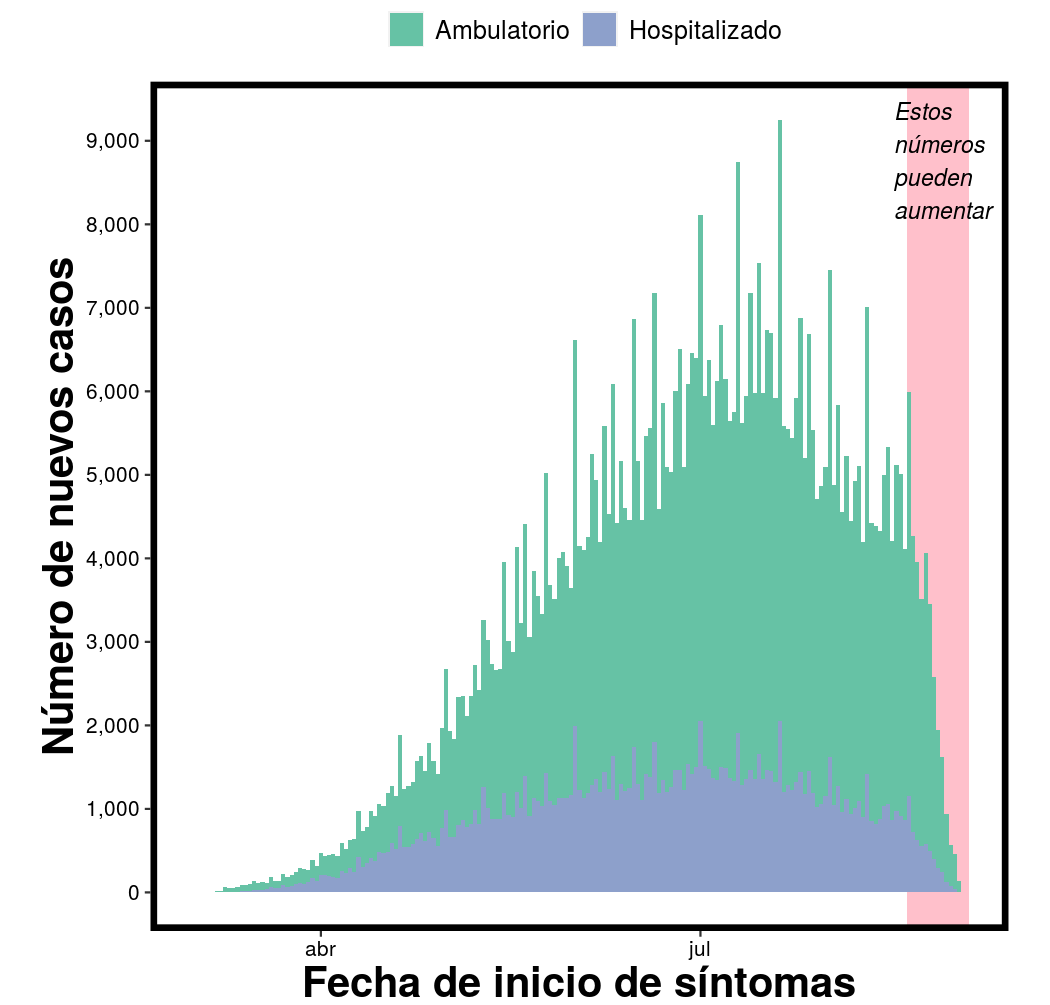 Ambulatorio Hospitalizado
Estos
números
pueden
aumentar
9,000
8,000
7,000
6,000
5,000
4,000
3,000
2,000
1,000
0
Número de nuevos casos
abr jul
Fecha de inicio de síntomas